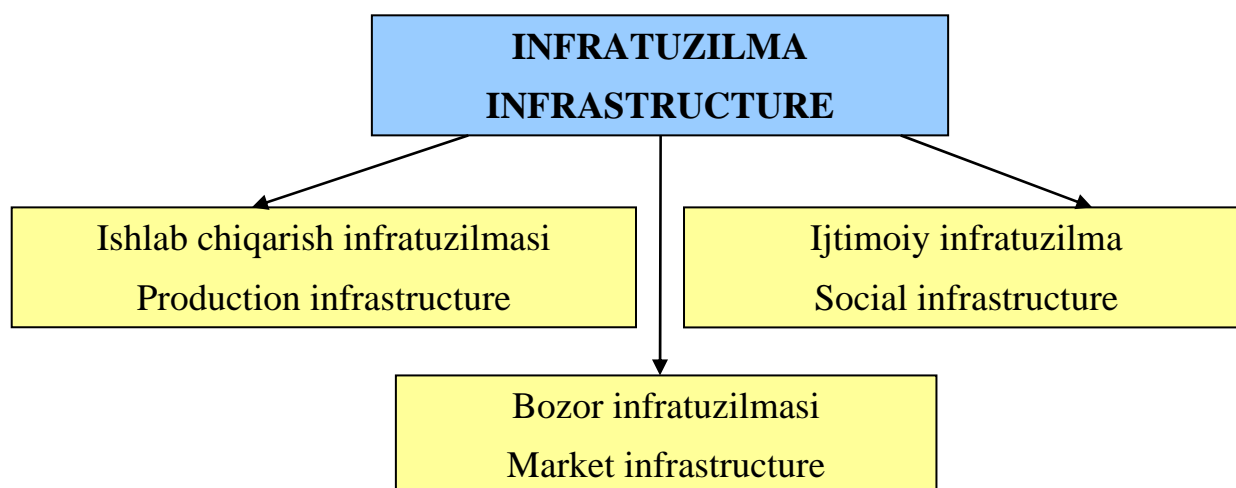 INFRATUZILMA
INFRASTRUCTURE
Ishlab chiqarish infratuzilmasi
Production infrastructure
Ijtimoiy infratuzilma
Social infrastructure
Bozor infratuzilmasi
Market infrastructure